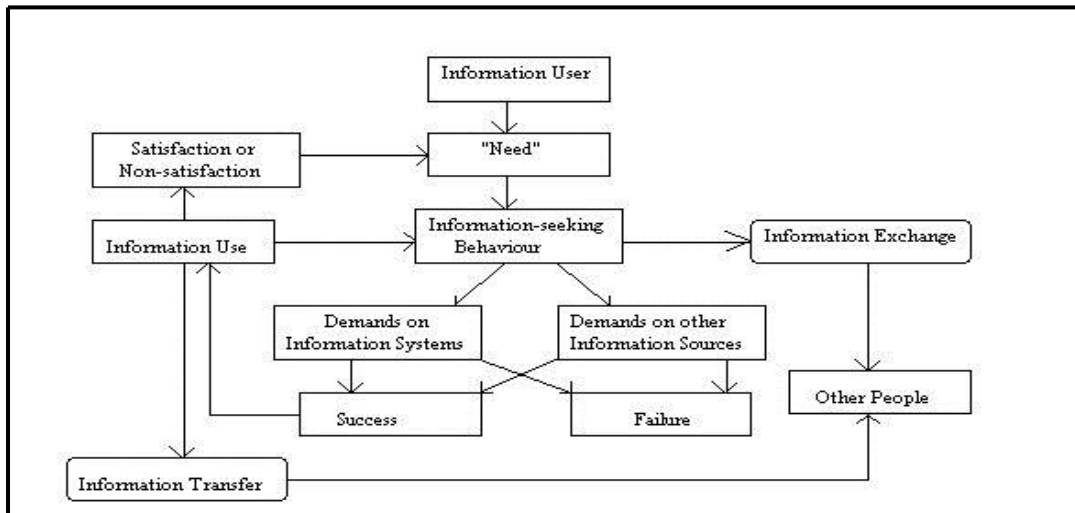 Information User
Satisfaction or
Non-satisfaction
"Need"
Information Use
Information-seeking
Behaviour
Information Exchange
Demands on
Information Systems
Demands on other
Information Sources
Success
Failure
Other People
Information Transfer